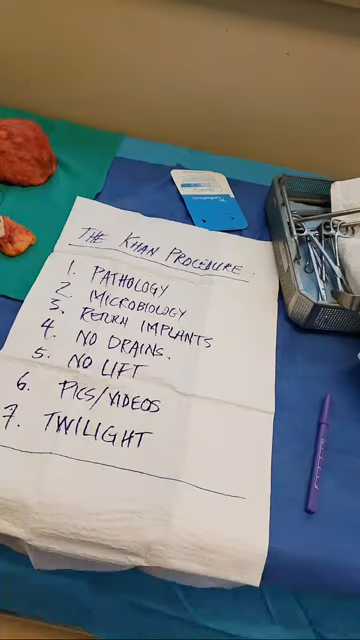 THE KHAN PROCEDURE:
1. PATHOLOGY
2. MICROBIOLOGY
3. RETURN IMPLANTS
4. NO DRAINS.
5. NO LIFT
6. PICS/VIDEOS
7. TWILIGHT